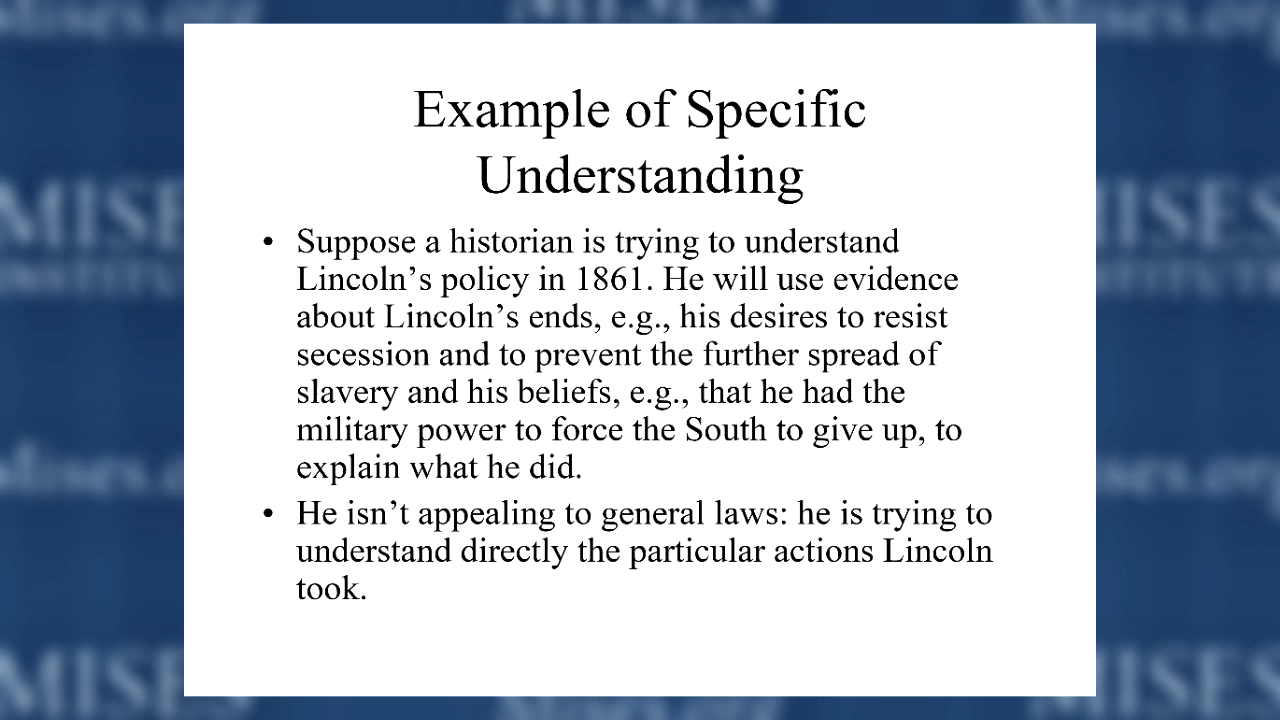 Example of Specific
Understanding
• Suppose a historian is trying to understand
Lincoln’s policy in 1861. He will use evidence
about Lincoln’s ends, e.g., his desires to resist
secession and to prevent the further spread of
slavery and his beliefs, e.g., that he had the
military power to force the South to give up, to
explain what he did.
• He isn’t appealing to general laws: he is trying to
understand directly the particular actions Lincoln
took.